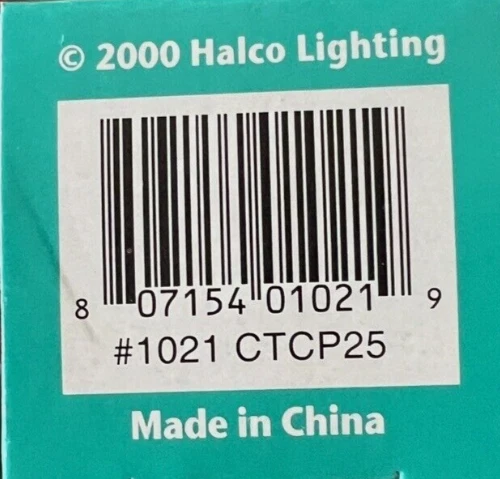 © 2000 Halco Lighting
8 07154 01021 9
#1021 CTCP25
Made in China